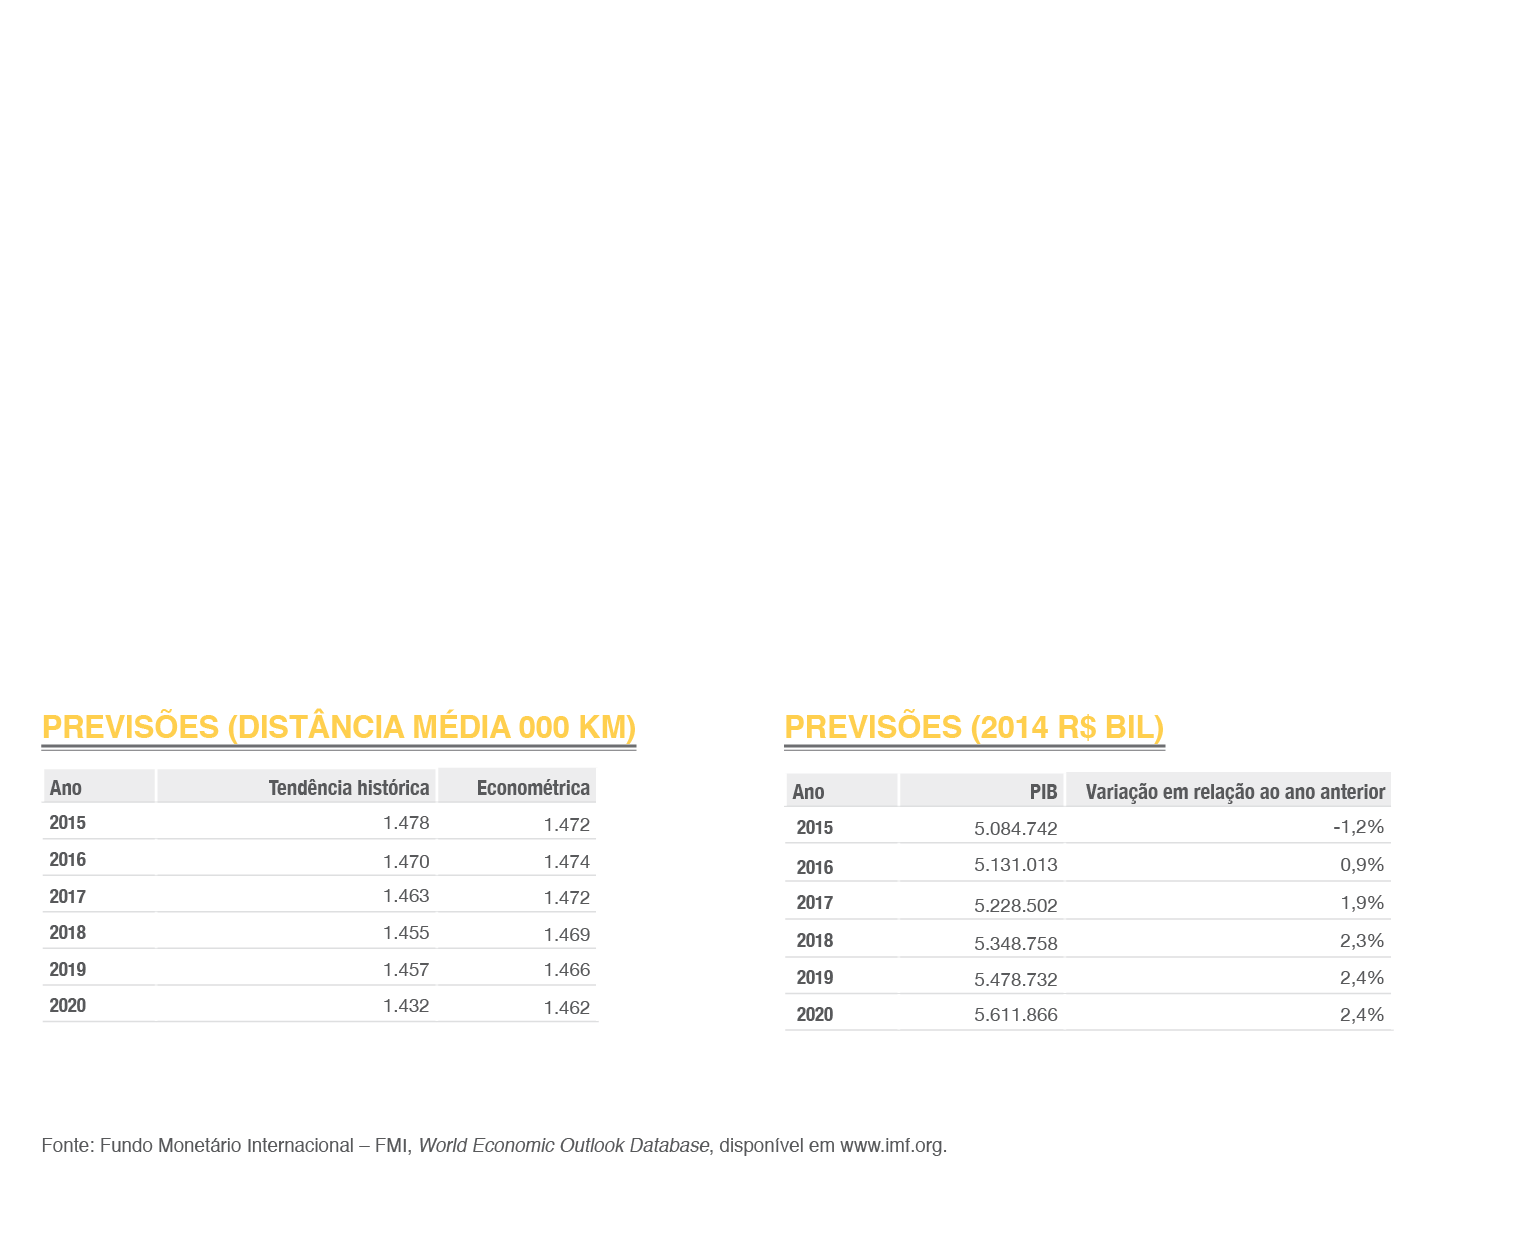 PREVISÕES (DISTÂNCIA MÉDIA 000 KM)
Ano Tendência histórica Econométrica
2015 1.478 1.472
2016 1.470 1.474
2017 1.463 1.472
2018 1.455 1.469
2019 1.457 1.466
2020 1.432 1.462
PREVISÕES (2014 R$ BIL)
Ano PIB Variação em relação ao ano anterior
2015 5.084.742 -1,2%
2016 5.131.013 0,9%
2017 5.228.502 1,9%
2018 5.348.758 2,3%
2019 5.478.732 2,4%
2020 5.611.866 2,4%
Fonte: Fundo Monetário Internacional – FMI, World Economic Outlook Database, disponível em www.imf.org.